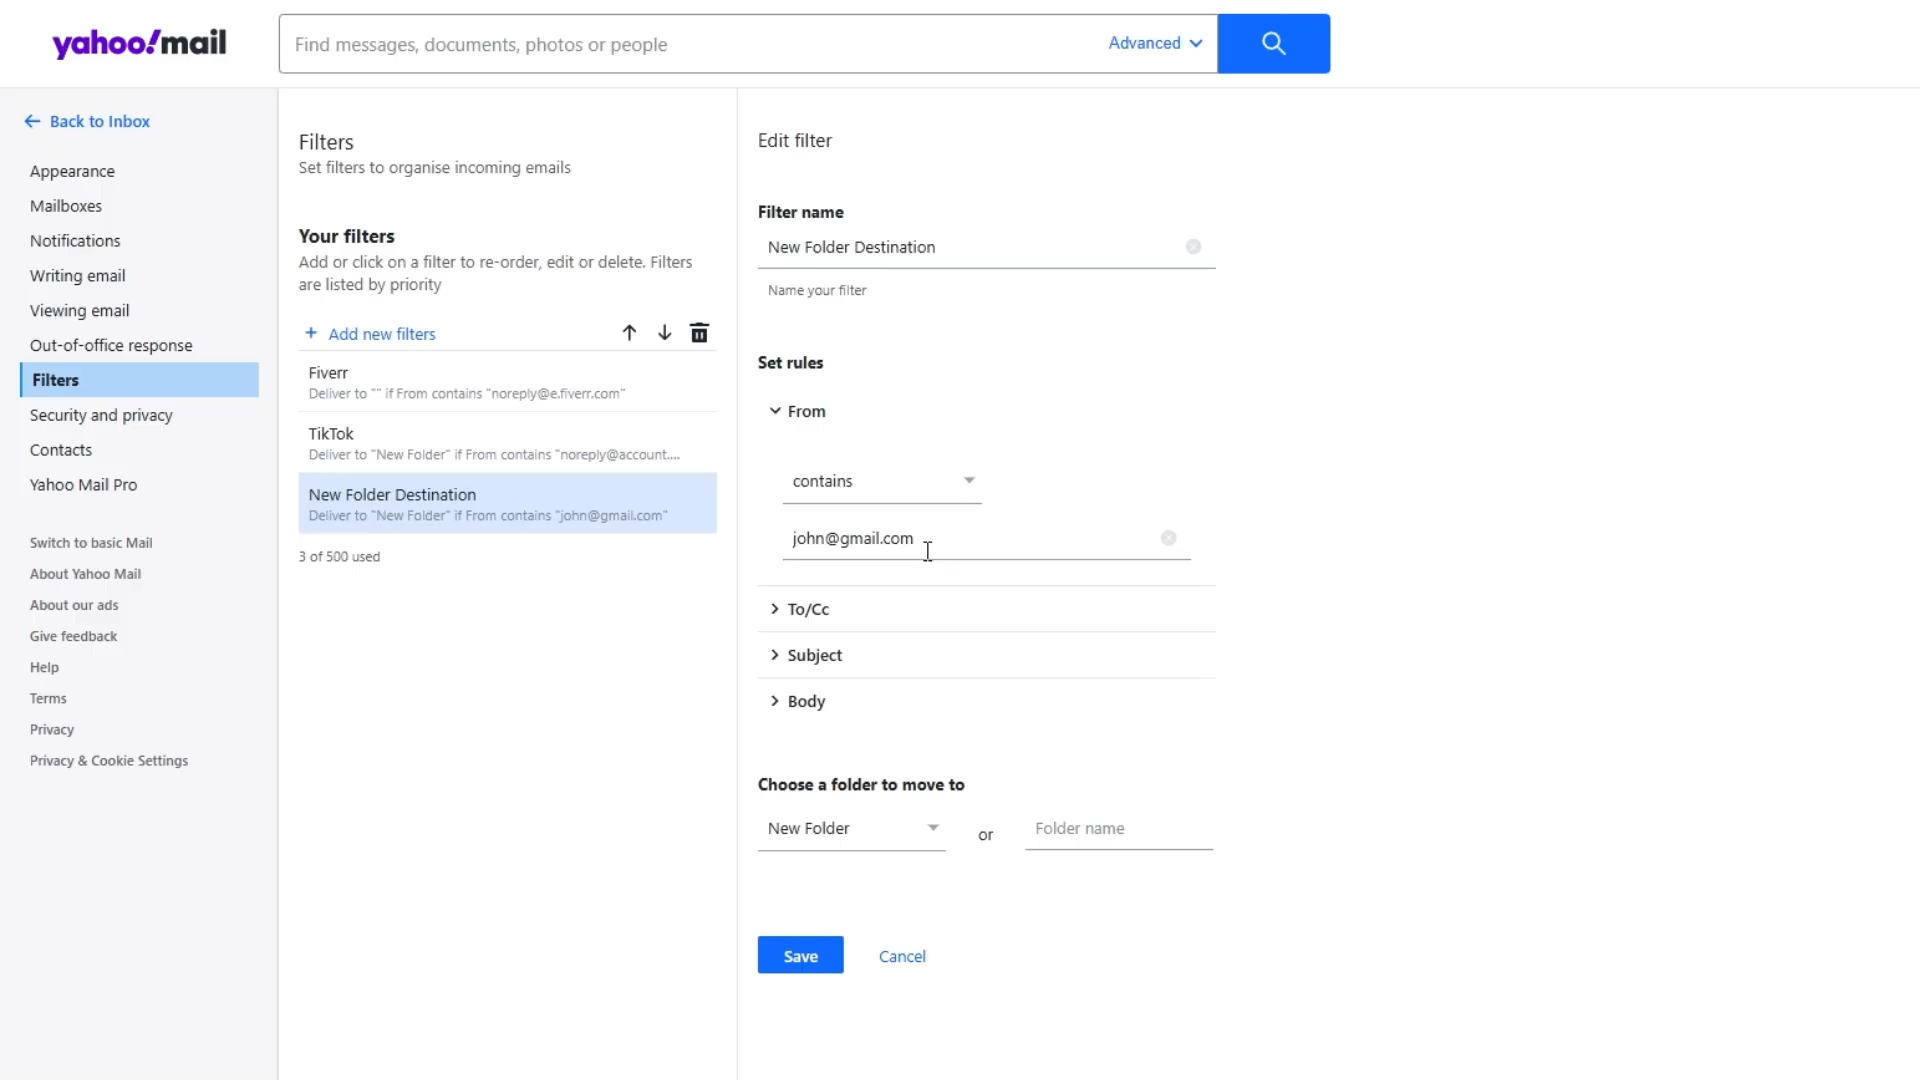 yahoo!mail
Find messages, documents, photos or people
Advanced
Back to Inbox
Appearance
Mailboxes
Notifications
Writing email
Viewing email
Out-of-office response
Filters
Security and privacy
Contacts
Yahoo Mail Pro
Switch to basic Mail
About Yahoo Mail
About our ads
Give feedback
Help
Terms
Privacy
Privacy & Cookie Settings
Filters
Set filters to organise incoming emails
Your filters
Add or click on a filter to re-order, edit or delete. Filters
are listed by priority
+ Add new filters
Fiverr
Deliver to "" if From contains "noreply@e.fiverr.com"
TikTok
Deliver to "New Folder" if From contains "noreply@account....
New Folder Destination
Deliver to "New Folder" if From contains "john@gmail.com"
3 of 500 used
Edit filter
Filter name
New Folder Destination
Name your filter
Set rules
From
contains
john@gmail.com
To/Cc
Subject
Body
Choose a folder to move to
New Folder
or
Folder name
Save
Cancel